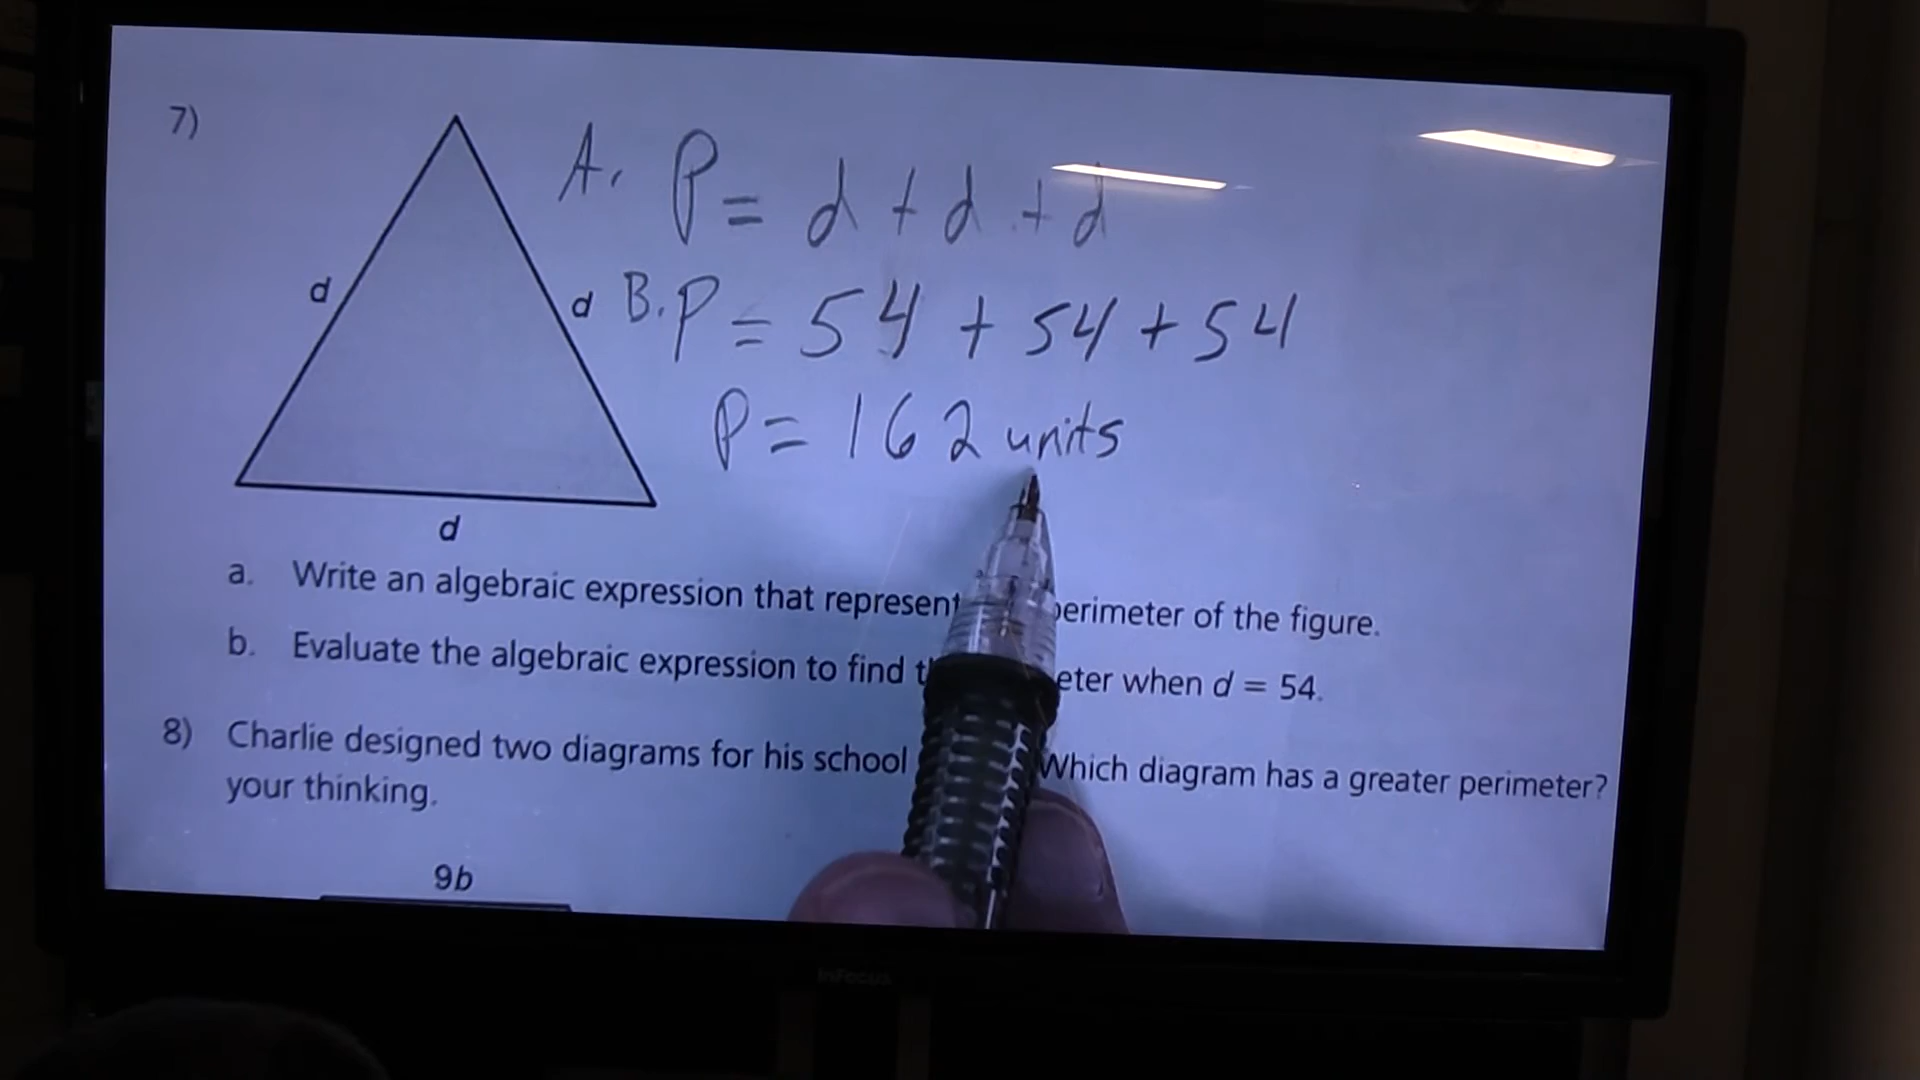 7)
A. P = d + d + d
d
d
B. P = 54 + 54 + 54
P = 162 units
d
a. Write an algebraic expression that represent perimeter of the figure.
b. Evaluate the algebraic expression to find t eter when d = 54.
8) Charlie designed two diagrams for his school Which diagram has a greater perimeter?
your thinking.
9b
InFocus